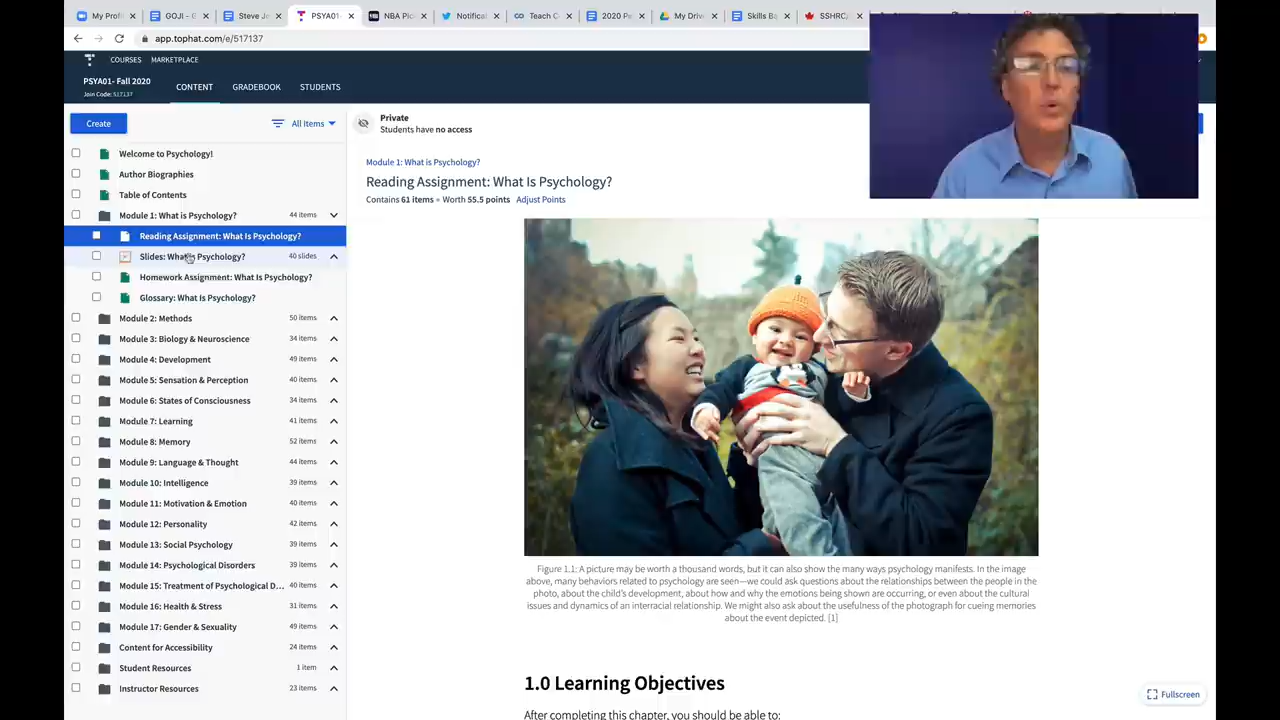 My Profi
GOJI - G
Steve Je
PSYA01-
NBA Pick
Notificat
Teach C
2020 Pe
My Driv
Skills Ba
SSHRC/
app.tophat.com/e/517137
COURSES MARKETPLACE
PSYA01- Fall 2020
Join Code: 517137
CONTENT GRADEBOOK STUDENTS
Create
All Items
Welcome to Psychology!
Author Biographies
Table of Contents
Module 1: What is Psychology? 44 items
Reading Assignment: What Is Psychology?
Slides: What Is Psychology? 40 slides
Homework Assignment: What Is Psychology?
Glossary: What Is Psychology?
Module 2: Methods 50 items
Module 3: Biology & Neuroscience 34 items
Module 4: Development 49 items
Module 5: Sensation & Perception 40 items
Module 6: States of Consciousness 34 items
Module 7: Learning 41 items
Module 8: Memory 52 items
Module 9: Language & Thought 44 items
Module 10: Intelligence 39 items
Module 11: Motivation & Emotion 40 items
Module 12: Personality 42 items
Module 13: Social Psychology 39 items
Module 14: Psychological Disorders 39 items
Module 15: Treatment of Psychological D... 40 items
Module 16: Health & Stress 31 items
Module 17: Gender & Sexuality 49 items
Content for Accessibility 24 items
Student Resources 1 item
Instructor Resources 23 items
Private
Students have no access
Module 1: What is Psychology?
Reading Assignment: What Is Psychology?
Contains 61 items • Worth 55.5 points Adjust Points
Figure 1.1: A picture may be worth a thousand words, but it can also show the many ways psychology manifests. In the image
above, many behaviors related to psychology are seen—we could ask questions about the relationships between the people in the
photo, about the child's development, about how and why the emotions being shown are occurring, or even about the cultural
issues and dynamics of an interracial relationship. We might also ask about the usefulness of the photograph for cueing memories
about the event depicted. [1]
1.0 Learning Objectives
After completing this chapter, you should be able to:
Fullscreen